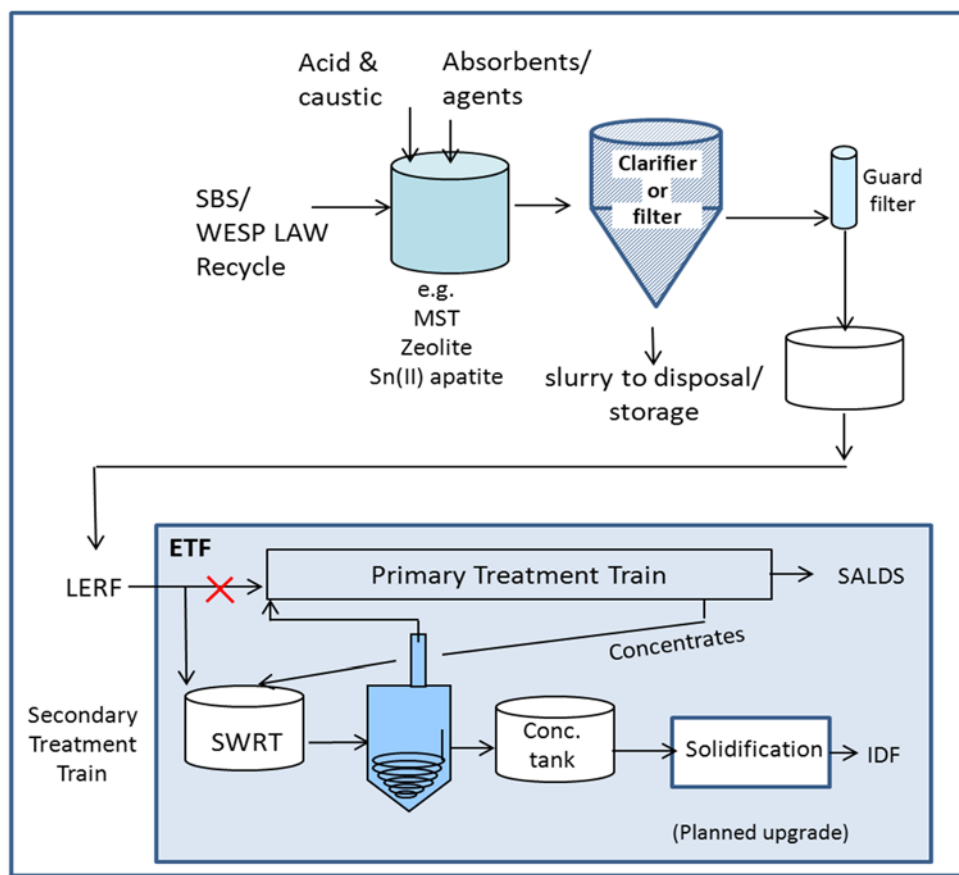 Acid &
caustic
Absorbents/
agents
SBS/
WESP LAW
Recycle
e.g.
MST
Zeolite
Sn(II) apatite
Clarifier
or
filter
Guard
filter
slurry to disposal/
storage
ETF
LERF
Primary Treatment Train
SALDS
Concentrates
Secondary
Treatment
Train
SWRT
Conc.
tank
Solidification
IDF
(Planned upgrade)